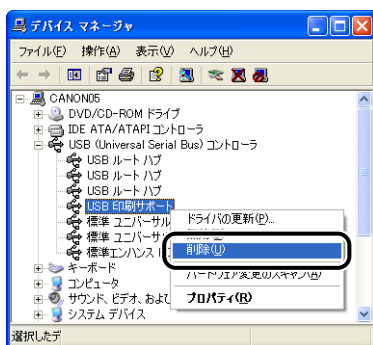 デバイス マネージャ
ファイル(F) 操作(A) 表示(V) ヘルプ(H)
CANON05
DVD/CD-ROM ドライブ
IDE ATA/ATAPI コントローラ
USB (Universal Serial Bus) コントローラ
USB ルート ハブ
USB ルート ハブ
USB ルート ハブ
USB 印刷サポート
ドライバの更新(P)...
標準 ユニバーサル
標準 ユニバーサ
削除(U)
標準エンハンス
キーボード
ハードウェア変更のスキャン(A)
コンピュータ
サウンド、ビデオ、および
プロパティ(R)
システム デバイス
選択したデ